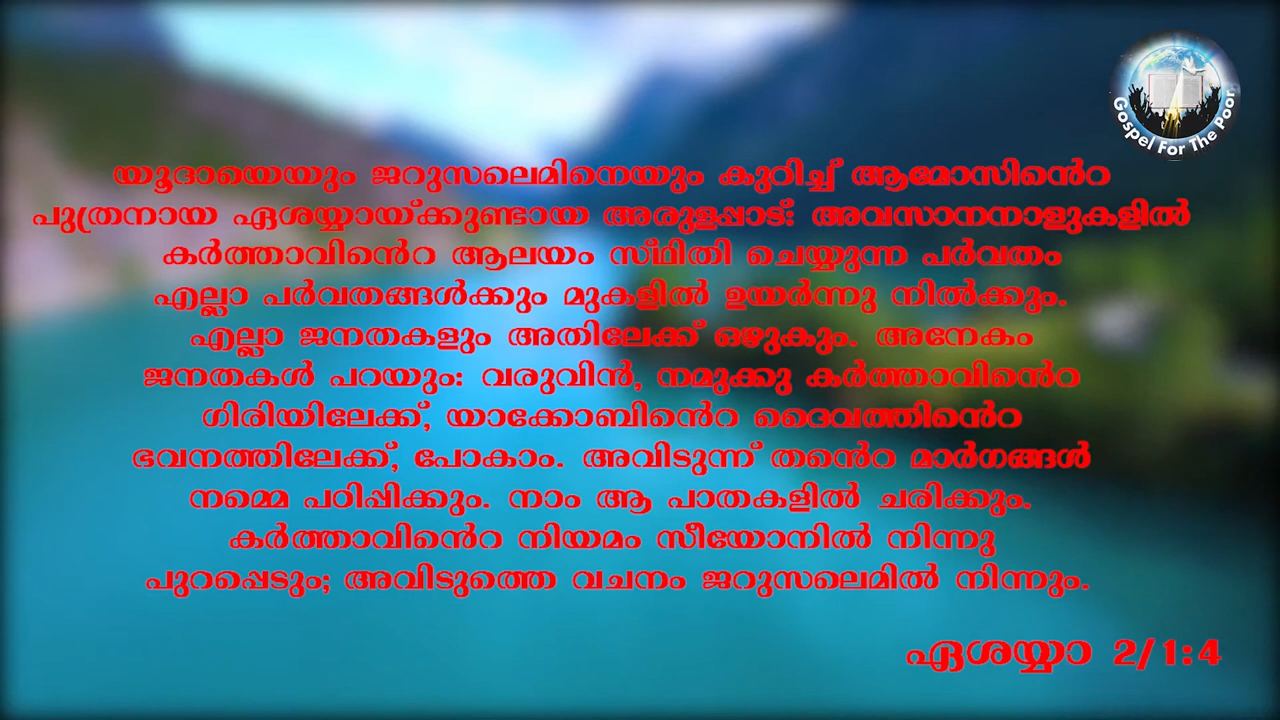 Gospel For The Poor
യൂദായെയും ജറുസലെമിനെയും കുറിച്ച് ആമോസിൻെറ
പുത്രനായ ഏശയ്യായ്ക്കുണ്ടായ അരുളപ്പാട്: അവസാനനാളുകളിൽ
കർത്താവിൻെറ ആലയം സ്ഥിതി ചെയ്യുന്ന പർവതം
എല്ലാ പർവതങ്ങൾക്കും മുകളിൽ ഉയർന്നു നിൽക്കും.
എല്ലാ ജനതകളും അതിലേക്ക് ഒഴുകും. അനേകം
ജനതകൾ പറയും: വരുവിൻ, നമുക്കു കർത്താവിൻെറ
ഗിരിയിലേക്ക്, യാക്കോബിൻെറ ദൈവത്തിൻെറ
ഭവനത്തിലേക്ക്, പോകാം. അവിടുന്ന് തൻെറ മാർഗങ്ങൾ
നമ്മെ പഠിപ്പിക്കും. നാം ആ പാതകളിൽ ചരിക്കും.
കർത്താവിൻെറ നിയമം സീയോനിൽ നിന്നു
പുറപ്പെടും; അവിടുത്തെ വചനം ജറുസലെമിൽ നിന്നും.
ഏശയ്യാ 2/1:4